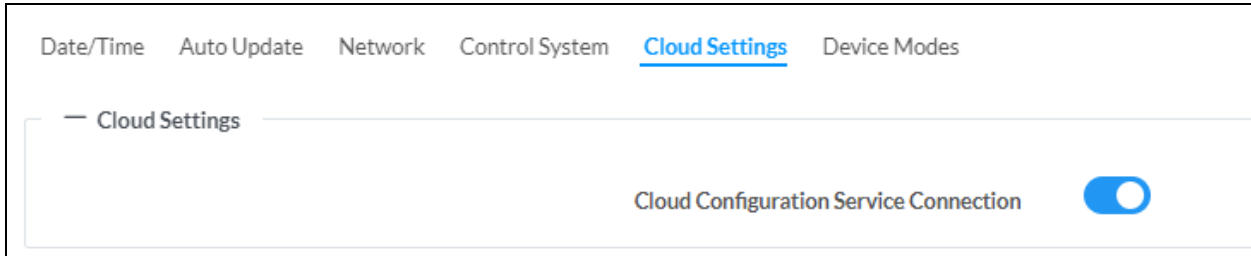 Date/Time Auto Update Network Control System Cloud Settings Device Modes
Cloud Settings
Cloud Configuration Service Connection